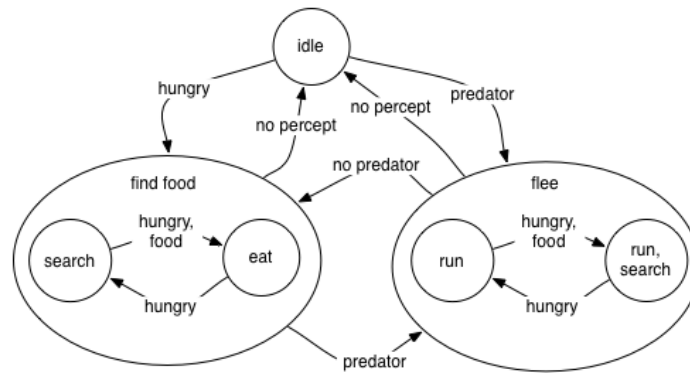 idle
hungry
predator
no percept
no percept
no predator
find food
flee
hungry,
food
search
eat
hungry
hungry,
food
run
run,
search
hungry
predator